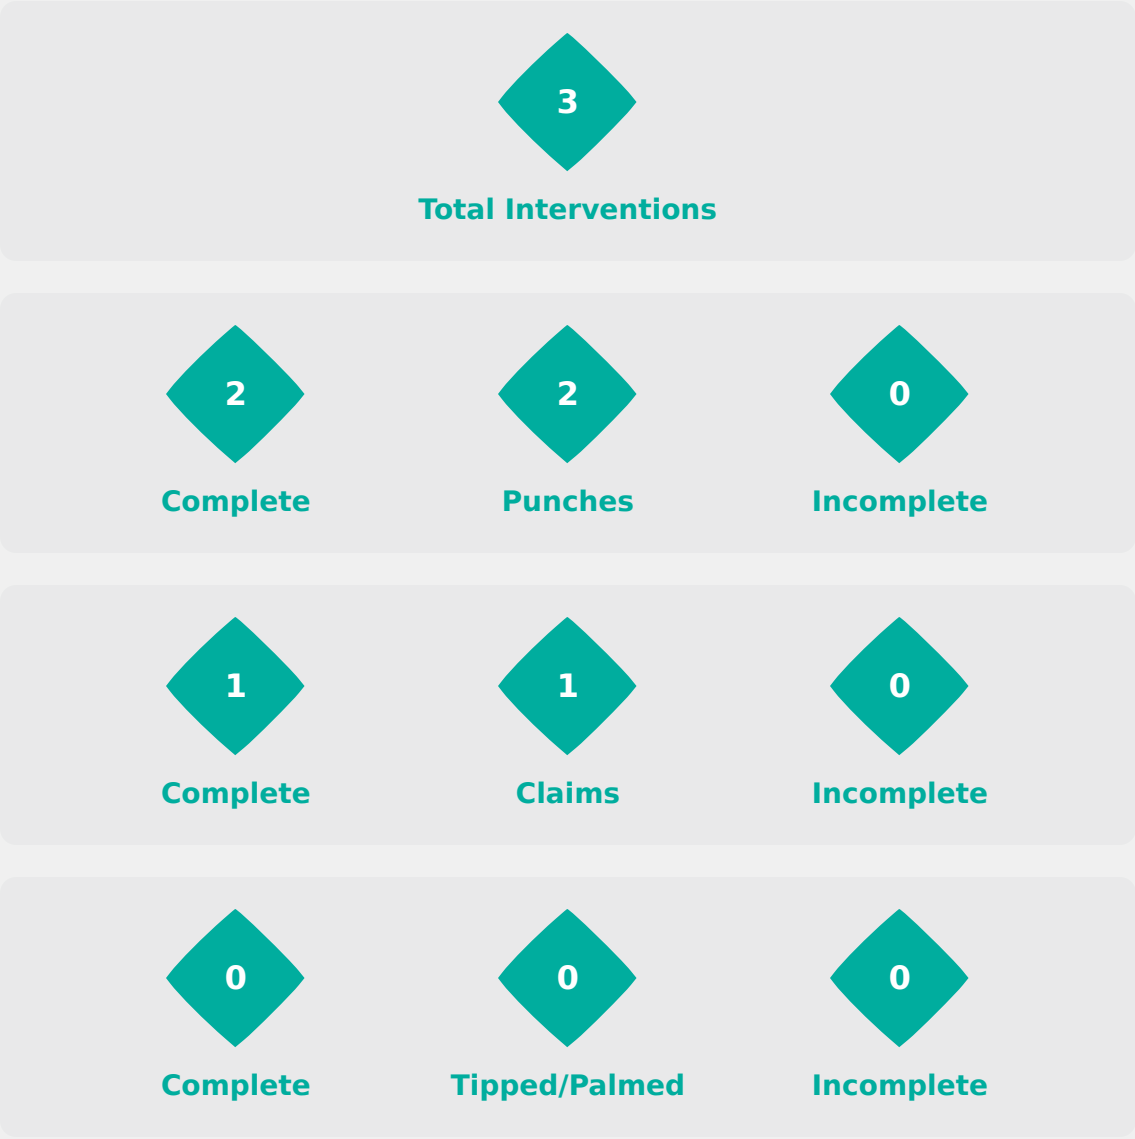 3
Total Interventions
2 2 0
Complete Punches Incomplete
1 1 0
Complete Claims Incomplete
0 0 0
Complete Tipped/Palmed Incomplete